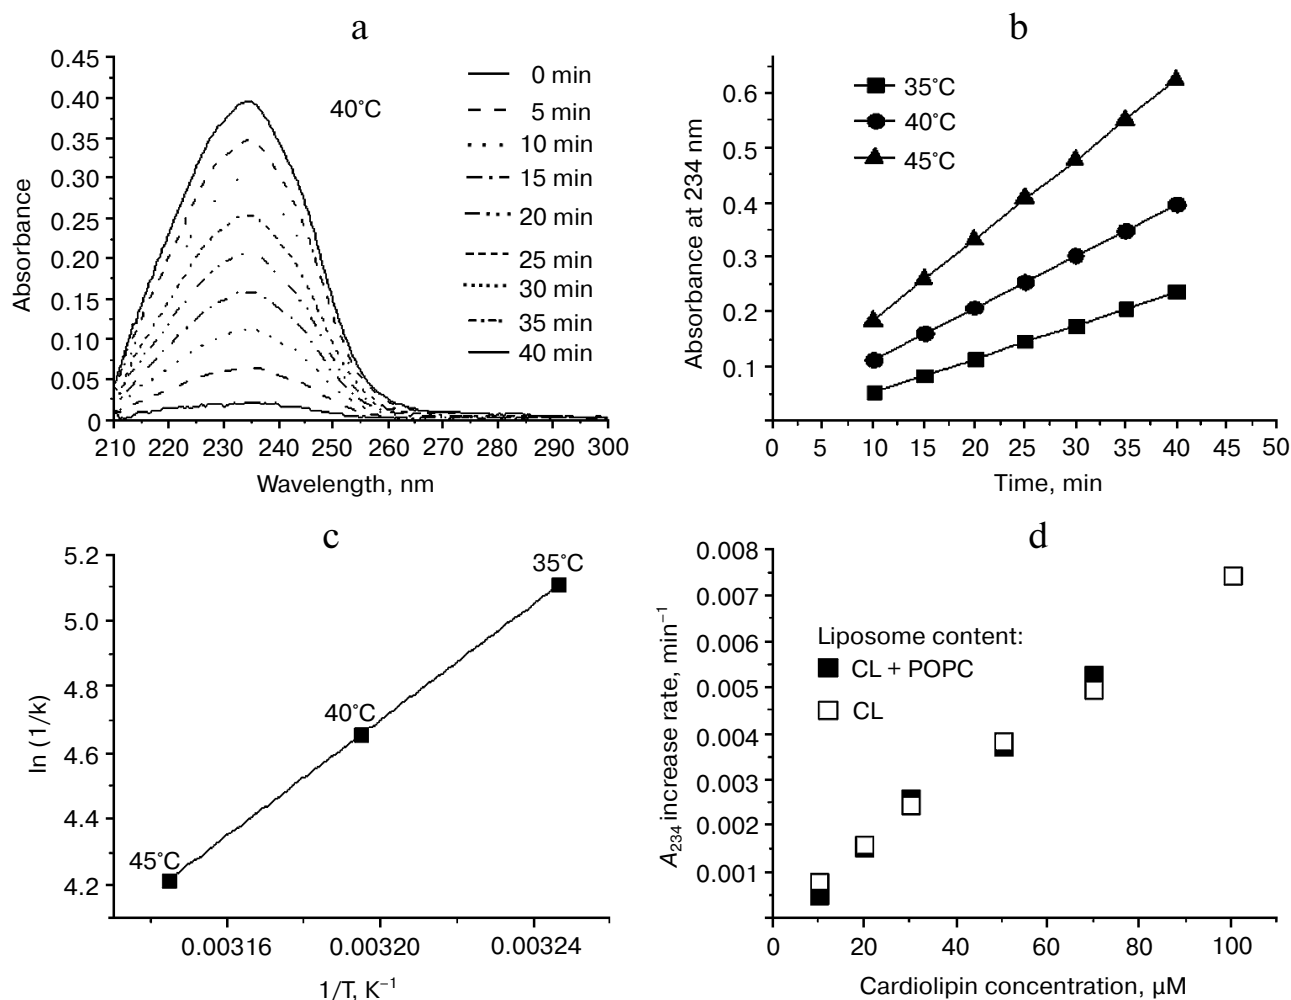 a
0.45
0.40
0.35
0.30
0.25
0.20
0.15
0.10
0.05
0
Absorbance
40°C
0 min
5 min
10 min
15 min
20 min
25 min
30 min
35 min
40 min
210 220 230 240 250 260 270 280 290 300
Wavelength, nm
b
0.6
0.5
0.4
0.3
0.2
0.1
Absorbance at 234 nm
35°C
40°C
45°C
0 5 10 15 20 25 30 35 40 45 50
Time, min
c
5.2
5.0
4.8
4.6
4.4
4.2
ln (1/k)
35°C
40°C
45°C
0.00316 0.00320 0.00324
1/T, K⁻¹
d
0.008
0.007
0.006
0.005
0.004
0.003
0.002
0.001
A₂₃₄ increase rate, min⁻¹
Liposome content:
CL + POPC
CL
0 20 40 60 80 100
Cardiolipin concentration, µM